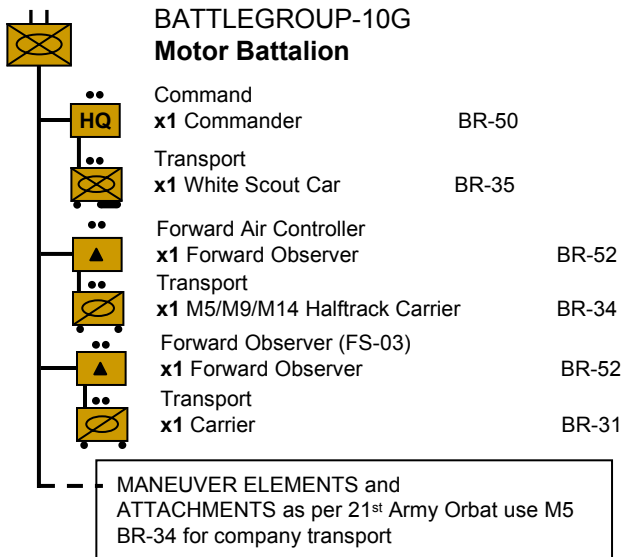 BATTLEGROUP-10G
Motor Battalion
Command
HQ
x1 Commander BR-50
Transport
x1 White Scout Car BR-35
Forward Air Controller
x1 Forward Observer BR-52
Transport
x1 M5/M9/M14 Halftrack Carrier BR-34
Forward Observer (FS-03)
x1 Forward Observer BR-52
Transport
x1 Carrier BR-31
MANEUVER ELEMENTS and
ATTACHMENTS as per 21st Army Orbat use M5
BR-34 for company transport